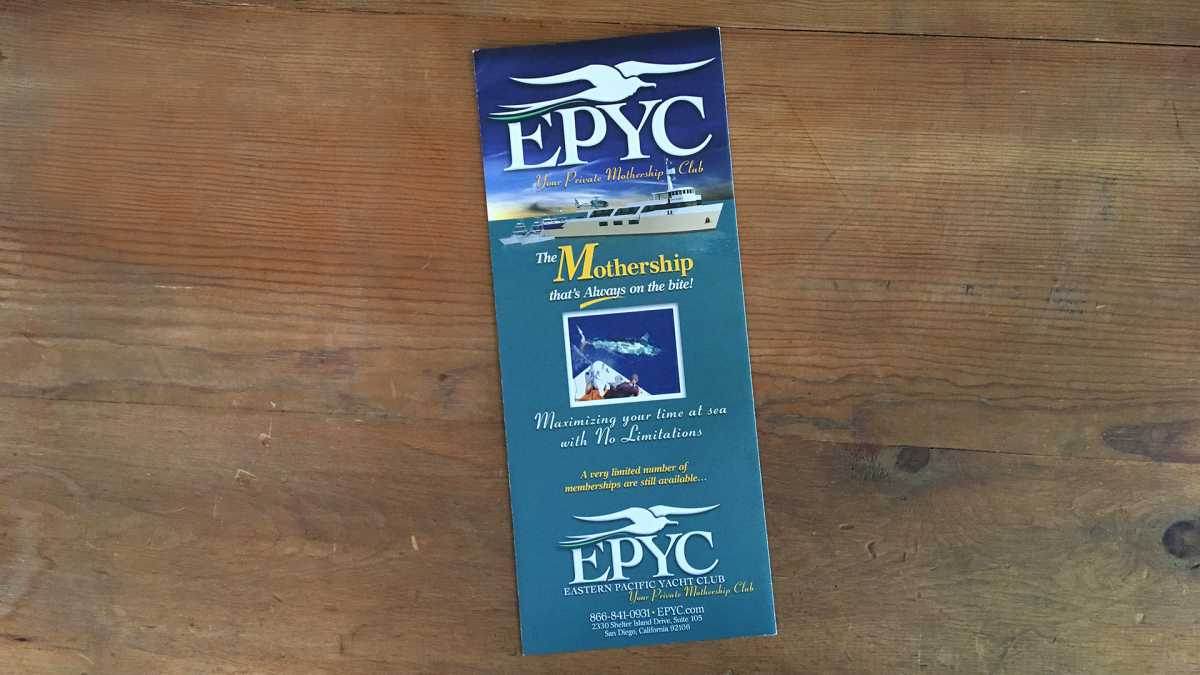 EPYC
Your Private Mothership Club
The Mothership
that's Always on the bite!
Maximizing your time at sea
with No Limitations
A very limited number of
memberships are still available...
EPYC
EASTERN PACIFIC YACHT CLUB
Your Private Mothership Club
866-841-0931 • EPYC.com
2330 Shelter Island Drive, Suite 105
San Diego, California 92106